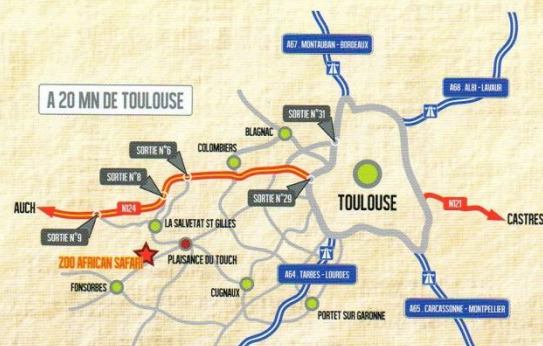 A67. MONTAUBAN - BORDEAUX
A68. ALBI - LAVAUR
A 20 MN DE TOULOUSE
SORTIE N°31
BLAGNAC
SORTIE N°6
COLOMBIERS
SORTIE N°8
SORTIE N°29
TOULOUSE
AUCH
N124
N121
CASTRES
SORTIE N°9
LA SALVETAT ST GILLES
ZOO AFRICAN SAFARI
PLAISANCE DU TOUCH
A64. TARBES - LOURDES
FONSORBES
CUGNAUX
PORTET SUR GARONNE
A65. CARCASSONNE - MONTPELLIER